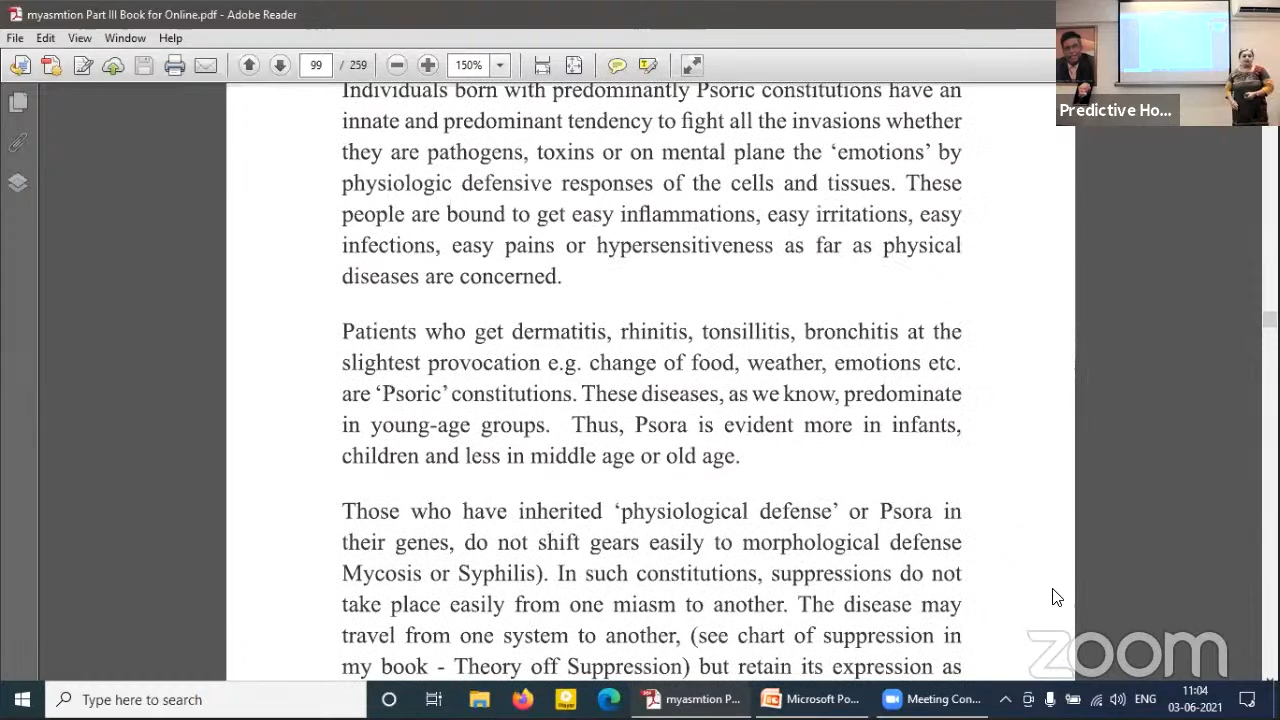 myasmtion Part III Book for Online.pdf - Adobe Reader
File Edit View Window Help
99 / 259 150%
Predictive Ho...
Individuals born with predominantly Psoric constitutions have an
innate and predominant tendency to fight all the invasions whether
they are pathogens, toxins or on mental plane the ‘emotions’ by
physiologic defensive responses of the cells and tissues. These
people are bound to get easy inflammations, easy irritations, easy
infections, easy pains or hypersensitiveness as far as physical
diseases are concerned.
Patients who get dermatitis, rhinitis, tonsillitis, bronchitis at the
slightest provocation e.g. change of food, weather, emotions etc.
are ‘Psoric’ constitutions. These diseases, as we know, predominate
in young-age groups. Thus, Psora is evident more in infants,
children and less in middle age or old age.
Those who have inherited ‘physiological defense’ or Psora in
their genes, do not shift gears easily to morphological defense
Mycosis or Syphilis). In such constitutions, suppressions do not
take place easily from one miasm to another. The disease may
travel from one system to another, (see chart of suppression in
my book - Theory off Suppression) but retain its expression as
zoom
Type here to search
myasmtion P...
Microsoft Po...
Meeting Con...
ENG
11:04
03-06-2021